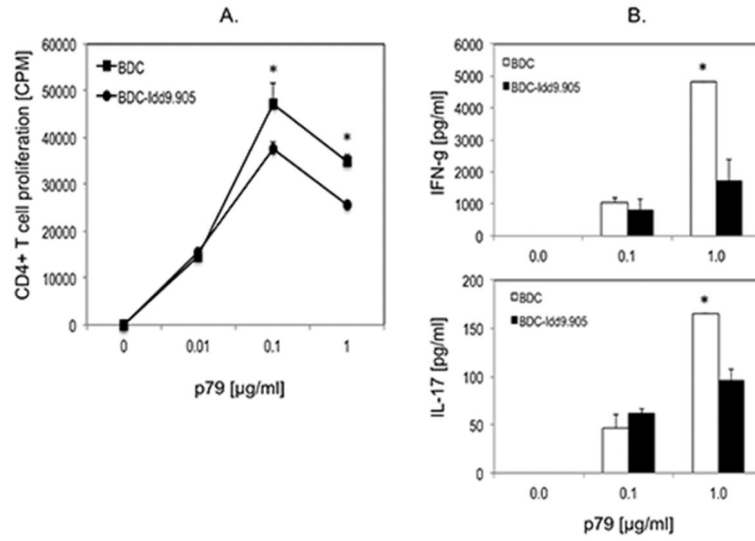 A.
CD4+ T cell proliferation [CPM]
60000
50000
40000
30000
20000
10000
0
BDC
BDC-Idd9.905
*
*
0 0.01 0.1 1
p79 [µg/ml]
B.
IFN-g [pg/ml]
6000
5000
4000
3000
2000
1000
0
BDC
BDC-Idd9.905
*
0.0 0.1 1.0
IL-17 [pg/ml]
200
150
100
50
0
BDC
BDC-Idd9.905
*
0.0 0.1 1.0
p79 [µg/ml]